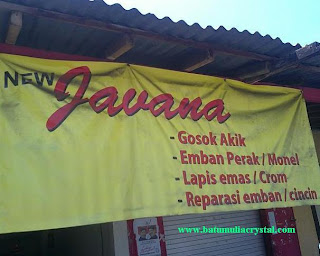 NEW Javana
- Gosok Akik
- Emban Perak / Monel
- Lapis emas / Crom
- Reparasi emban / cincin
www.batumuliacrystal.com